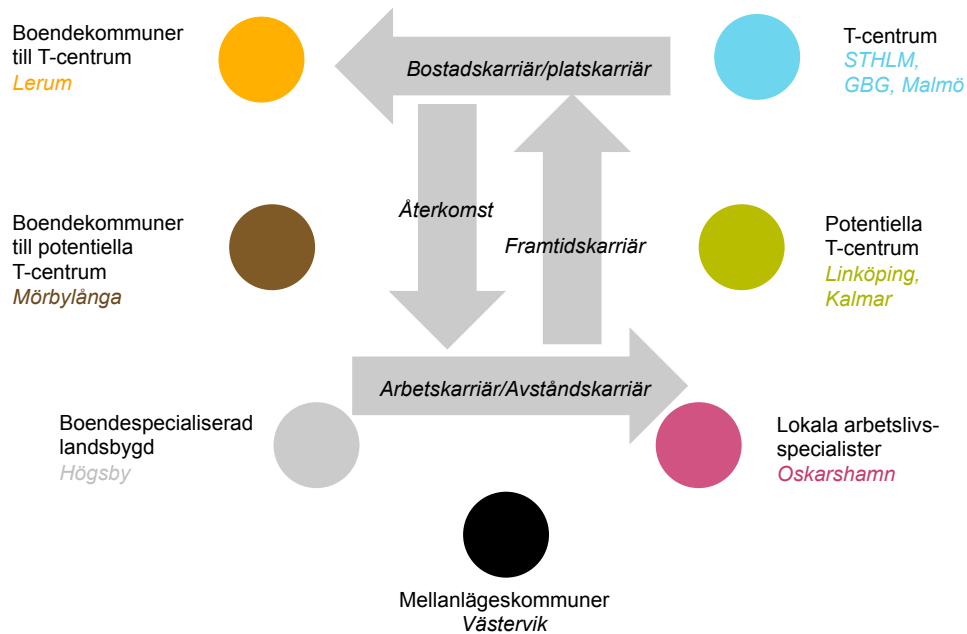 Boendekommuner
till T-centrum
Lerum
Bostadskarriär/platskarriär
T-centrum
STHLM,
GBG, Malmö
Boendekommuner
till potentiella
T-centrum
Mörbylånga
Återkomst
Framtidskarriär
Potentiella
T-centrum
Linköping,
Kalmar
Arbetskarriär/Avståndskarriär
Boendespecialiserad
landsbygd
Högsby
Lokala arbetslivs-
specialister
Oskarshamn
Mellanlägeskommuner
Västervik